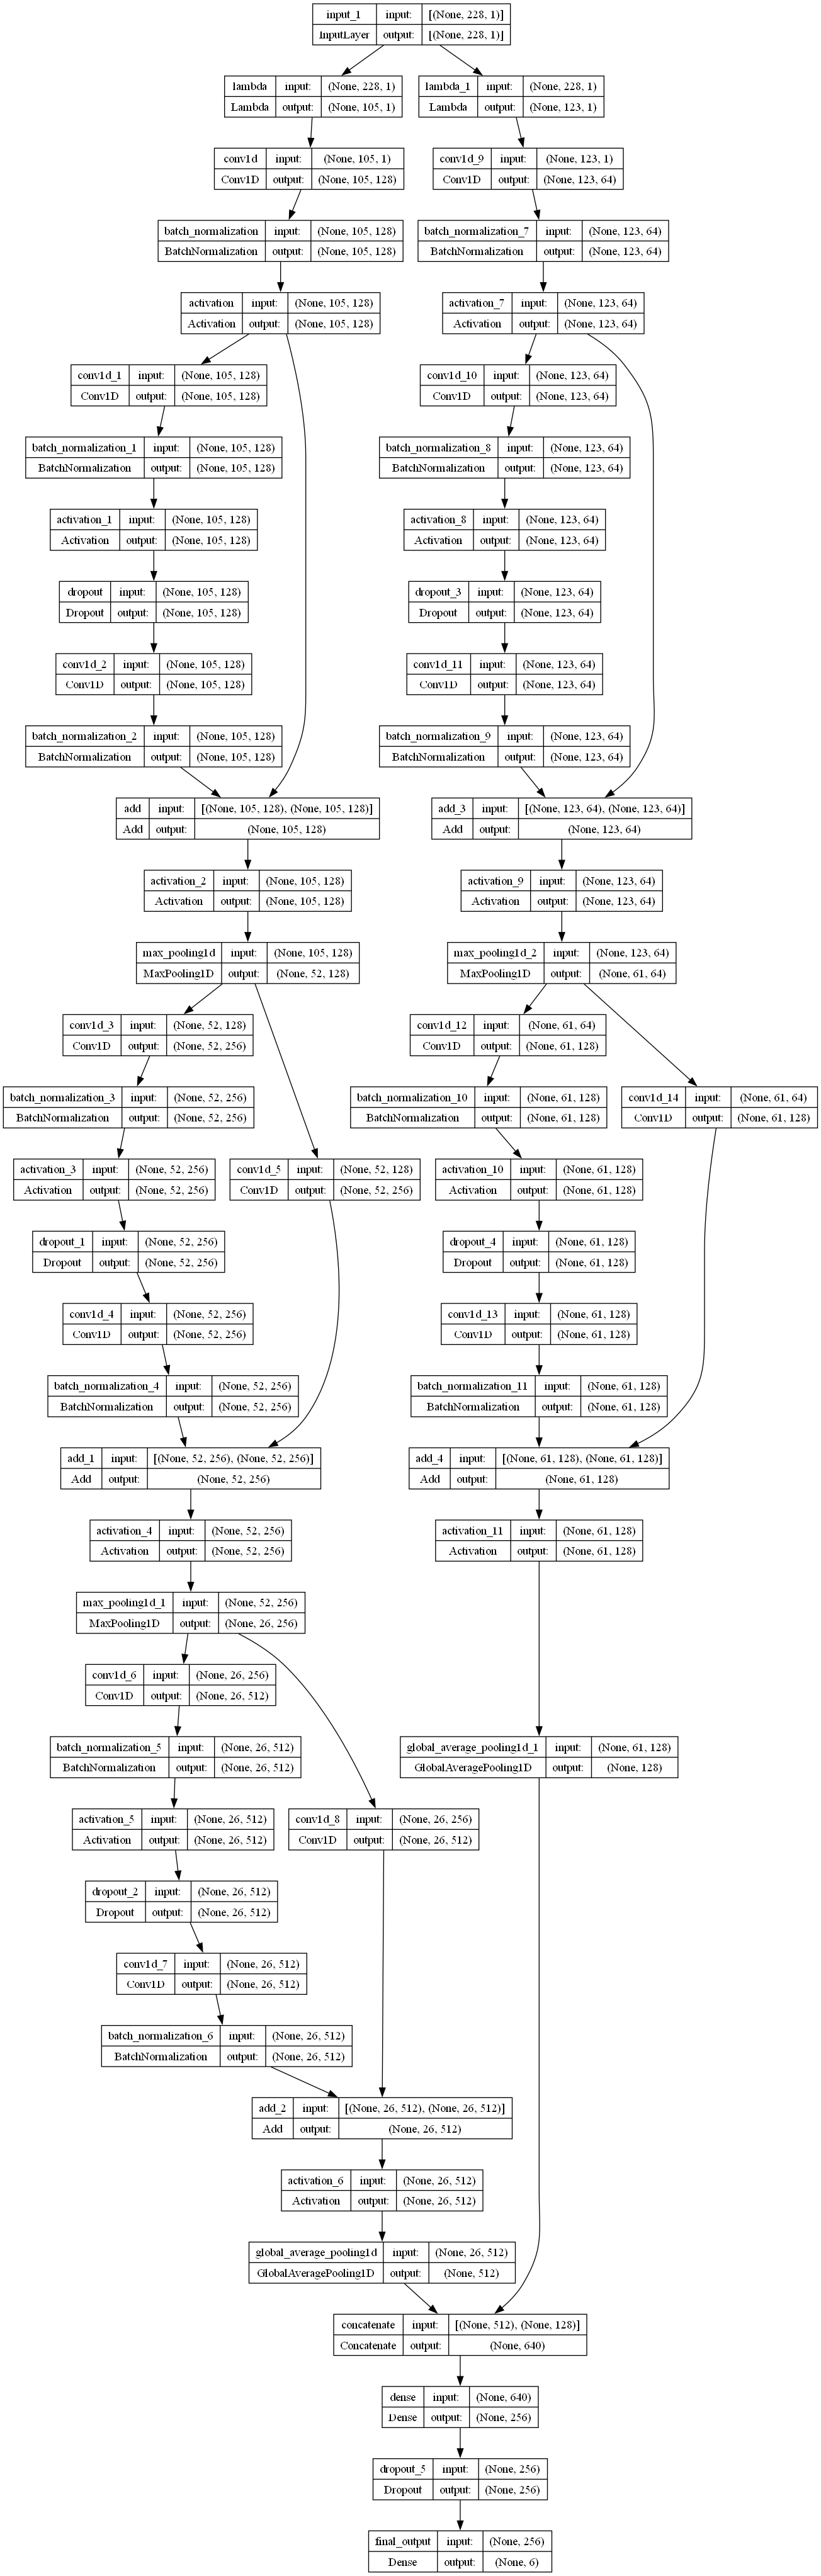 input_1 input: [(None, 228, 1)]
InputLayer output: [(None, 228, 1)]
lambda input: (None, 228, 1)
Lambda output: (None, 105, 1)
lambda_1 input: (None, 228, 1)
Lambda output: (None, 123, 1)
conv1d input: (None, 105, 1)
Conv1D output: (None, 105, 128)
conv1d_9 input: (None, 123, 1)
Conv1D output: (None, 123, 64)
batch_normalization input: (None, 105, 128)
BatchNormalization output: (None, 105, 128)
batch_normalization_7 input: (None, 123, 64)
BatchNormalization output: (None, 123, 64)
activation input: (None, 105, 128)
Activation output: (None, 105, 128)
activation_7 input: (None, 123, 64)
Activation output: (None, 123, 64)
conv1d_1 input: (None, 105, 128)
Conv1D output: (None, 105, 128)
conv1d_10 input: (None, 123, 64)
Conv1D output: (None, 123, 64)
batch_normalization_1 input: (None, 105, 128)
BatchNormalization output: (None, 105, 128)
batch_normalization_8 input: (None, 123, 64)
BatchNormalization output: (None, 123, 64)
activation_1 input: (None, 105, 128)
Activation output: (None, 105, 128)
activation_8 input: (None, 123, 64)
Activation output: (None, 123, 64)
dropout input: (None, 105, 128)
Dropout output: (None, 105, 128)
dropout_3 input: (None, 123, 64)
Dropout output: (None, 123, 64)
conv1d_2 input: (None, 105, 128)
Conv1D output: (None, 105, 128)
conv1d_11 input: (None, 123, 64)
Conv1D output: (None, 123, 64)
batch_normalization_2 input: (None, 105, 128)
BatchNormalization output: (None, 105, 128)
batch_normalization_9 input: (None, 123, 64)
BatchNormalization output: (None, 123, 64)
add input: [(None, 105, 128), (None, 105, 128)]
Add output: (None, 105, 128)
add_3 input: [(None, 123, 64), (None, 123, 64)]
Add output: (None, 123, 64)
activation_2 input: (None, 105, 128)
Activation output: (None, 105, 128)
activation_9 input: (None, 123, 64)
Activation output: (None, 123, 64)
max_pooling1d input: (None, 105, 128)
MaxPooling1D output: (None, 52, 128)
max_pooling1d_2 input: (None, 123, 64)
MaxPooling1D output: (None, 61, 64)
conv1d_3 input: (None, 52, 128)
Conv1D output: (None, 52, 256)
conv1d_12 input: (None, 61, 64)
Conv1D output: (None, 61, 128)
batch_normalization_3 input: (None, 52, 256)
BatchNormalization output: (None, 52, 256)
batch_normalization_10 input: (None, 61, 128)
BatchNormalization output: (None, 61, 128)
conv1d_14 input: (None, 61, 64)
Conv1D output: (None, 61, 128)
activation_3 input: (None, 52, 256)
Activation output: (None, 52, 256)
conv1d_5 input: (None, 52, 128)
Conv1D output: (None, 52, 256)
activation_10 input: (None, 61, 128)
Activation output: (None, 61, 128)
dropout_1 input: (None, 52, 256)
Dropout output: (None, 52, 256)
dropout_4 input: (None, 61, 128)
Dropout output: (None, 61, 128)
conv1d_4 input: (None, 52, 256)
Conv1D output: (None, 52, 256)
conv1d_13 input: (None, 61, 128)
Conv1D output: (None, 61, 128)
batch_normalization_4 input: (None, 52, 256)
BatchNormalization output: (None, 52, 256)
batch_normalization_11 input: (None, 61, 128)
BatchNormalization output: (None, 61, 128)
add_1 input: [(None, 52, 256), (None, 52, 256)]
Add output: (None, 52, 256)
add_4 input: [(None, 61, 128), (None, 61, 128)]
Add output: (None, 61, 128)
activation_4 input: (None, 52, 256)
Activation output: (None, 52, 256)
activation_11 input: (None, 61, 128)
Activation output: (None, 61, 128)
max_pooling1d_1 input: (None, 52, 256)
MaxPooling1D output: (None, 26, 256)
conv1d_6 input: (None, 26, 256)
Conv1D output: (None, 26, 512)
batch_normalization_5 input: (None, 26, 512)
BatchNormalization output: (None, 26, 512)
global_average_pooling1d_1 input: (None, 61, 128)
GlobalAveragePooling1D output: (None, 128)
activation_5 input: (None, 26, 512)
Activation output: (None, 26, 512)
conv1d_8 input: (None, 26, 256)
Conv1D output: (None, 26, 512)
dropout_2 input: (None, 26, 512)
Dropout output: (None, 26, 512)
conv1d_7 input: (None, 26, 512)
Conv1D output: (None, 26, 512)
batch_normalization_6 input: (None, 26, 512)
BatchNormalization output: (None, 26, 512)
add_2 input: [(None, 26, 512), (None, 26, 512)]
Add output: (None, 26, 512)
activation_6 input: (None, 26, 512)
Activation output: (None, 26, 512)
global_average_pooling1d input: (None, 26, 512)
GlobalAveragePooling1D output: (None, 512)
concatenate input: [(None, 512), (None, 128)]
Concatenate output: (None, 640)
dense input: (None, 640)
Dense output: (None, 256)
dropout_5 input: (None, 256)
Dropout output: (None, 256)
final_output input: (None, 256)
Dense output: (None, 6)